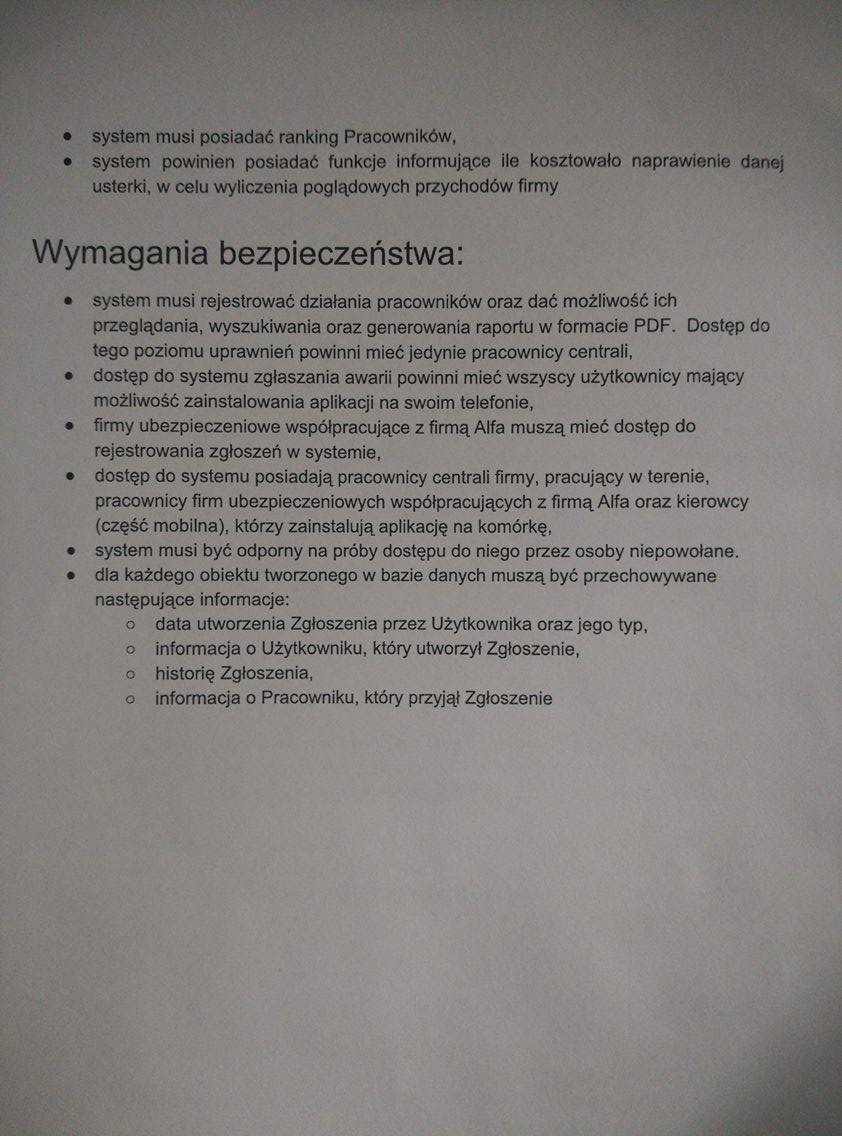 ● system musi posiadać ranking Pracowników,
● system powinien posiadać funkcje informujące ile kosztowało naprawienie danej
usterki, w celu wyliczenia poglądowych przychodów firmy
Wymagania bezpieczeństwa:
● system musi rejestrować działania pracowników oraz dać możliwość ich
przeglądania, wyszukiwania oraz generowania raportu w formacie PDF. Dostęp do
tego poziomu uprawnień powinni mieć jedynie pracownicy centrali,
● dostęp do systemu zgłaszania awarii powinni mieć wszyscy użytkownicy mający
możliwość zainstalowania aplikacji na swoim telefonie,
● firmy ubezpieczeniowe współpracujące z firmą Alfa muszą mieć dostęp do
rejestrowania zgłoszeń w systemie,
● dostęp do systemu posiadają pracownicy centrali firmy, pracujący w terenie,
pracownicy firm ubezpieczeniowych współpracujących z firmą Alfa oraz kierowcy
(część mobilna), którzy zainstalują aplikację na komórkę,
● system musi być odporny na próby dostępu do niego przez osoby niepowołane.
● dla każdego obiektu tworzonego w bazie danych muszą być przechowywane
następujące informacje:
○ data utworzenia Zgłoszenia przez Użytkownika oraz jego typ,
○ informacja o Użytkowniku, który utworzył Zgłoszenie,
○ historię Zgłoszenia,
○ informacja o Pracowniku, który przyjął Zgłoszenie